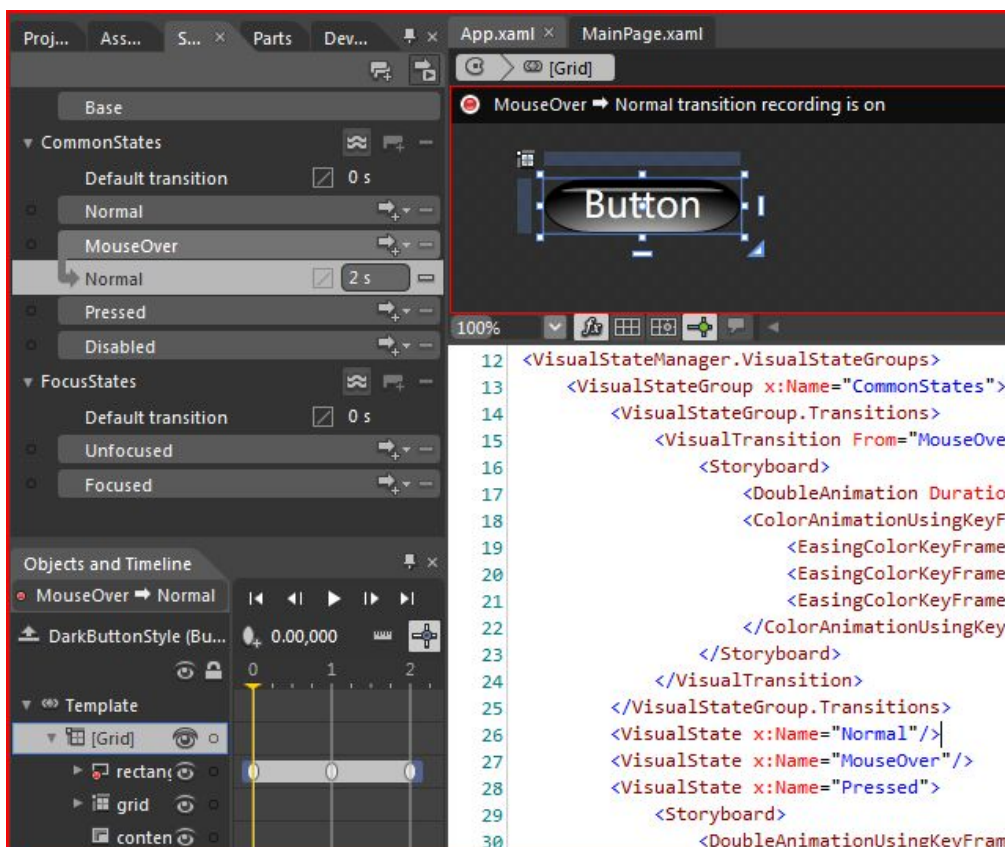 Proj... Ass... S... × Parts Dev...
Base
CommonStates
Default transition 0 s
Normal
MouseOver
Normal 2 s
Pressed
Disabled
FocusStates
Default transition 0 s
Unfocused
Focused
Objects and Timeline
MouseOver ➡ Normal
DarkButtonStyle (Bu... 0.00,000
0 1 2
Template
[Grid]
rectang
grid
conten
App.xaml × MainPage.xaml
[Grid]
MouseOver ➡ Normal transition recording is on
Button
100% fx
12 <VisualStateManager.VisualStateGroups>
13 <VisualStateGroup x:Name="CommonStates">
14 <VisualStateGroup.Transitions>
15 <VisualTransition From="MouseOve
16 <Storyboard>
17 <DoubleAnimation Duratio
18 <ColorAnimationUsingKeyF
19 <EasingColorKeyFrame
20 <EasingColorKeyFrame
21 <EasingColorKeyFrame
22 </ColorAnimationUsingKey
23 </Storyboard>
24 </VisualTransition>
25 </VisualStateGroup.Transitions>
26 <VisualState x:Name="Normal"/>
27 <VisualState x:Name="MouseOver"/>
28 <VisualState x:Name="Pressed">
29 <Storyboard>
30 <DoubleAnimationUsingKeyFram